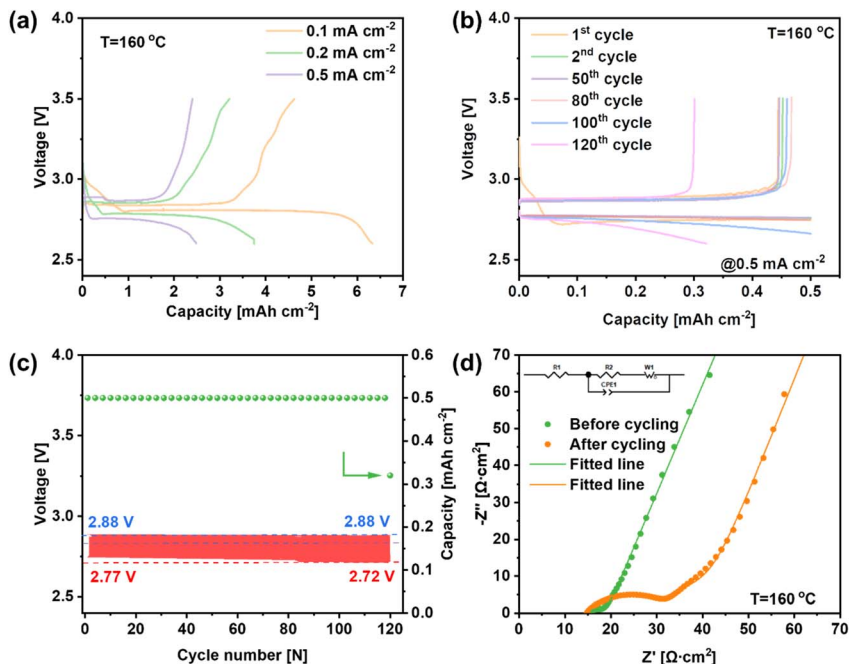 (a)
4.0
3.5
3.0
2.5
Voltage [V]
T=160 °C
0.1 mA cm⁻²
0.2 mA cm⁻²
0.5 mA cm⁻²
0 1 2 3 4 5 6 7
Capacity [mAh cm⁻²]
(b)
4.0
3.5
3.0
2.5
Voltage [V]
T=160 °C
1ˢᵗ cycle
2ⁿᵈ cycle
50ᵗʰ cycle
80ᵗʰ cycle
100ᵗʰ cycle
120ᵗʰ cycle
@0.5 mA cm⁻²
0.0 0.1 0.2 0.3 0.4 0.5
Capacity [mAh cm⁻²]
(c)
4.0
3.75
3.5
3.25
3.0
2.75
2.5
Voltage [V]
2.88 V 2.88 V
2.77 V 2.72 V
0.6
0.5
0.4
0.3
0.2
0.1
0.0
Capacity [mAh cm⁻²]
0 20 40 60 80 100 120
Cycle number [N]
(d)
70
60
50
40
30
20
10
0
-Z'' [Ω·cm²]
R1 R2 W1
CPE1
Before cycling
After cycling
Fitted line
Fitted line
T=160 °C
0 10 20 30 40 50 60 70
Z' [Ω·cm²]